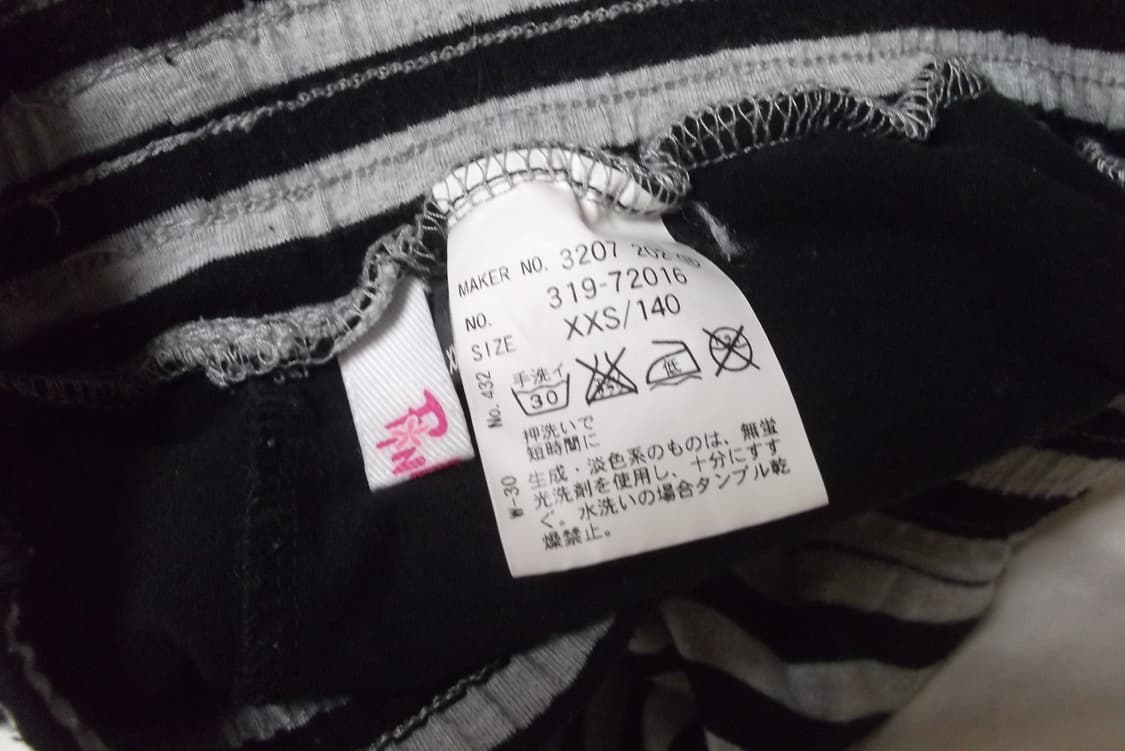 MAKER NO. 3207
NO. 319-72016
SIZE XXS/140
手洗イ
30
低
押洗いで
短時間に
生成・淡色系のものは、無蛍
光洗剤を使用し、十分にすす
ぐ。水洗いの場合タンブル乾
燥禁止。
No. 432
W-30